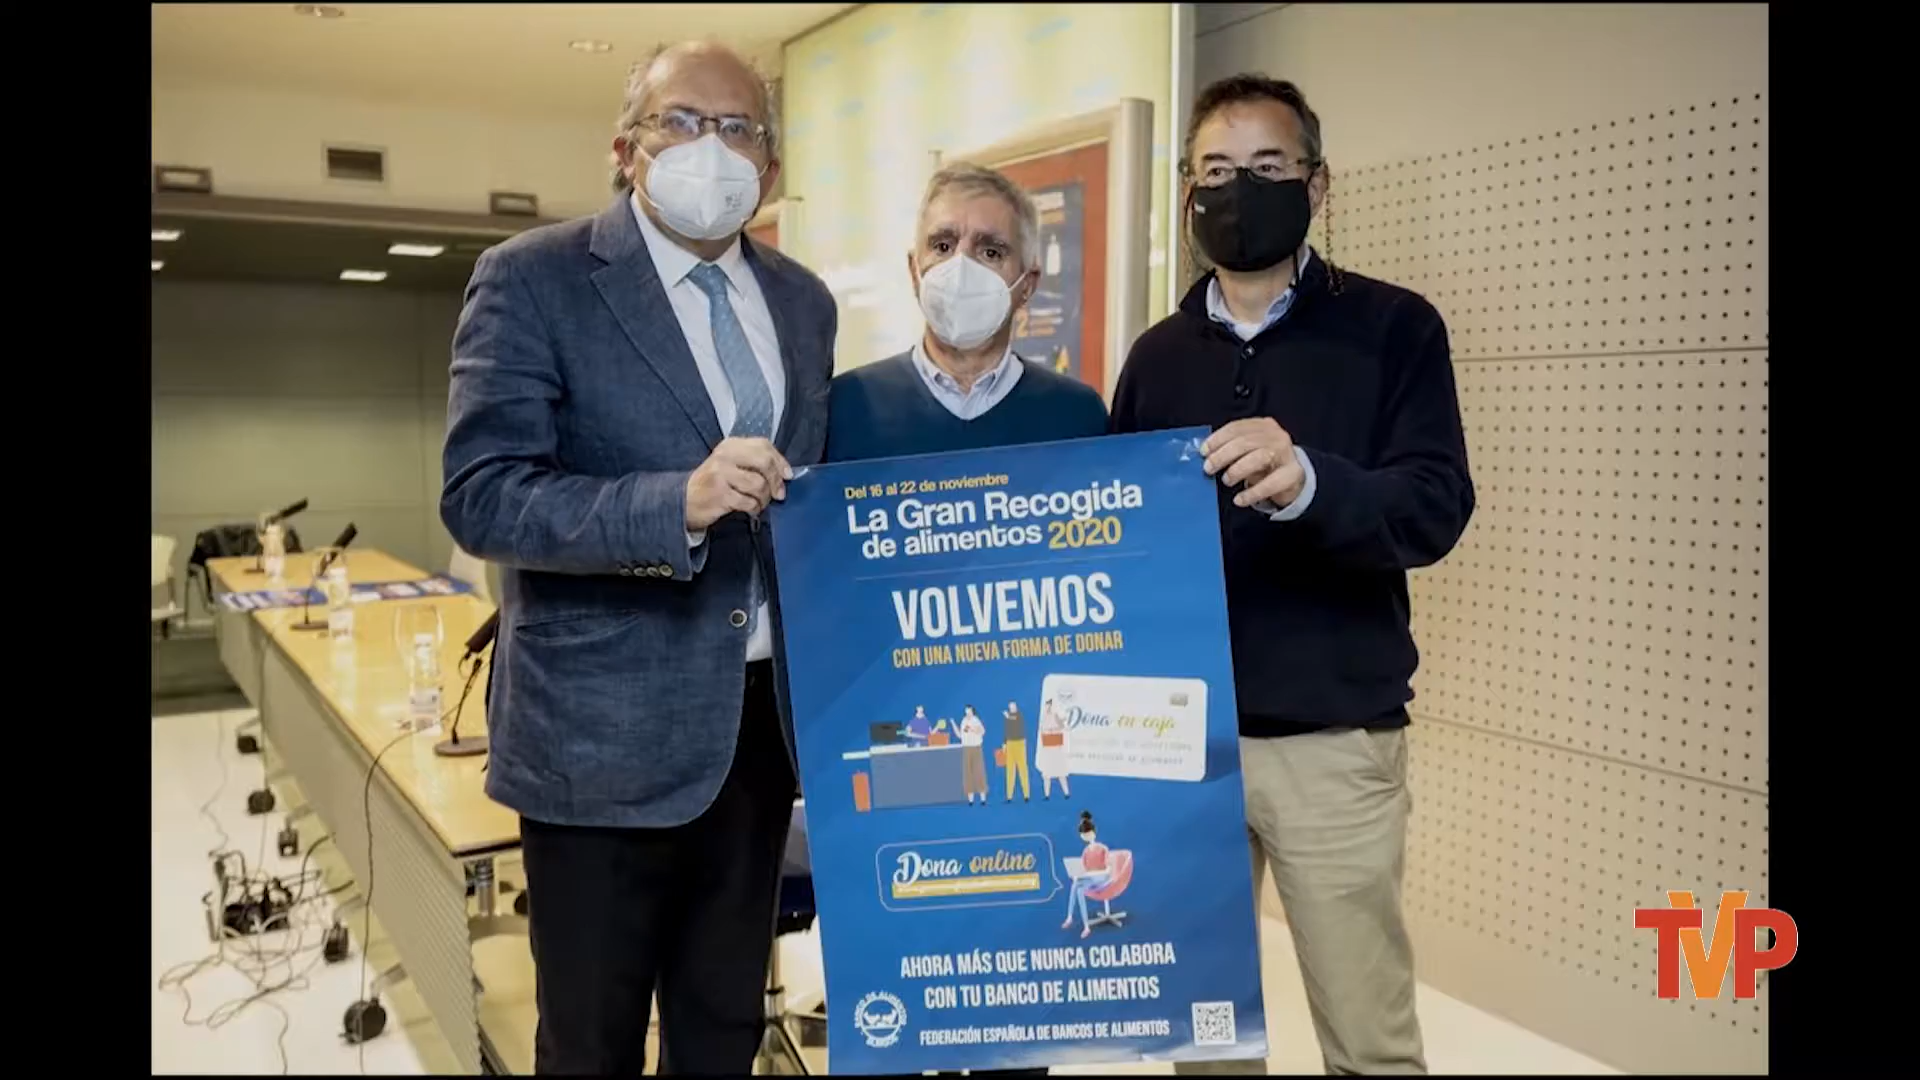 Del 16 al 22 de noviembre
La Gran Recogida
de alimentos 2020
VOLVEMOS
CON UNA NUEVA FORMA DE DONAR
Dona en caja
Dona online
AHORA MÁS QUE NUNCA COLABORA
CON TU BANCO DE ALIMENTOS
FEDERACIÓN ESPAÑOLA DE BANCOS DE ALIMENTOS
TVP